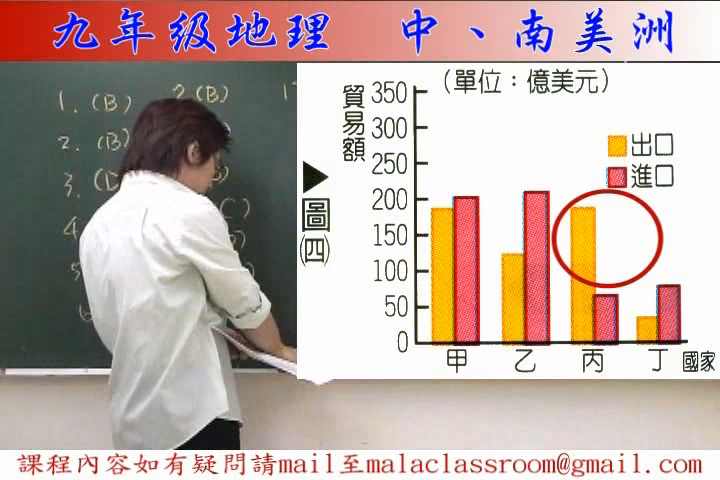 九年級地理 中、南美洲
1. (B) 2 (B)
2. (B)
3.
4
圖(四)
(單位：億美元)
貿易額
350
300
250
200
150
100
50
0
出口
進口
甲 乙 丙 丁 國家
課程內容如有疑問請mail至malaclassroom@gmail.com